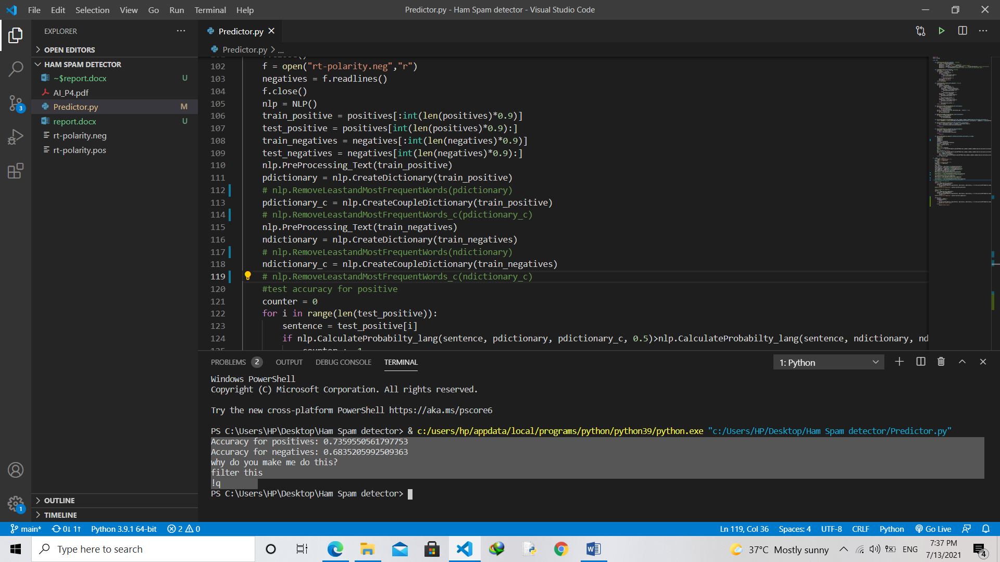 File Edit Selection View Go Run Terminal Help
Predictor.py - Ham Spam detector - Visual Studio Code
EXPLORER
OPEN EDITORS
HAM SPAM DETECTOR
~$report.docx U
AI_P4.pdf
Predictor.py M
report.docx U
rt-polarity.neg
rt-polarity.pos
OUTLINE
TIMELINE
3
1
Predictor.py
Predictor.py > ...
102 f = open("rt-polarity.neg","r")
103 negatives = f.readlines()
104 f.close()
105 nlp = NLP()
106 train_positive = positives[:int(len(positives)*0.9)]
107 test_positive = positives[int(len(positives)*0.9):]
108 train_negatives = negatives[:int(len(negatives)*0.9)]
109 test_negatives = negatives[int(len(negatives)*0.9):]
110 nlp.PreProcessing_Text(train_positive)
111 pdictionary = nlp.CreateDictionary(train_positive)
112 # nlp.RemoveLeastandMostFrequentWords(pdictionary)
113 pdictionary_c = nlp.CreateCoupleDictionary(train_positive)
114 # nlp.RemoveLeastandMostFrequentWords_c(pdictionary_c)
115 nlp.PreProcessing_Text(train_negatives)
116 ndictionary = nlp.CreateDictionary(train_negatives)
117 # nlp.RemoveLeastandMostFrequentWords(ndictionary)
118 ndictionary_c = nlp.CreateCoupleDictionary(train_negatives)
119 # nlp.RemoveLeastandMostFrequentWords_c(ndictionary_c)
120 #test accuracy for positive
121 counter = 0
122 for i in range(len(test_positive)):
123 sentence = test_positive[i]
124 if nlp.CalculateProbabilty_lang(sentence, pdictionary, pdictionary_c, 0.5)>nlp.CalculateProbabilty_lang(sentence, ndictionary, nd
PROBLEMS 2 OUTPUT DEBUG CONSOLE TERMINAL
1: Python
Windows PowerShell
Copyright (C) Microsoft Corporation. All rights reserved.
Try the new cross-platform PowerShell https://aka.ms/pscore6
PS C:\Users\HP\Desktop\Ham Spam detector> & c:/users/hp/appdata/local/programs/python/python39/python.exe "c:/Users/HP/Desktop/Ham Spam detector/Predictor.py"
Accuracy for positives: 0.7359550561797753
Accuracy for negatives: 0.6835205992509363
why do you make me do this?
filter this
!q
PS C:\Users\HP\Desktop\Ham Spam detector>
main* 0↓ 1↑ Python 3.9.1 64-bit 2 0
Ln 119, Col 36 Spaces: 4 UTF-8 CRLF Python Go Live
Type here to search
37°C Mostly sunny ENG
7:37 PM
7/13/2021
4